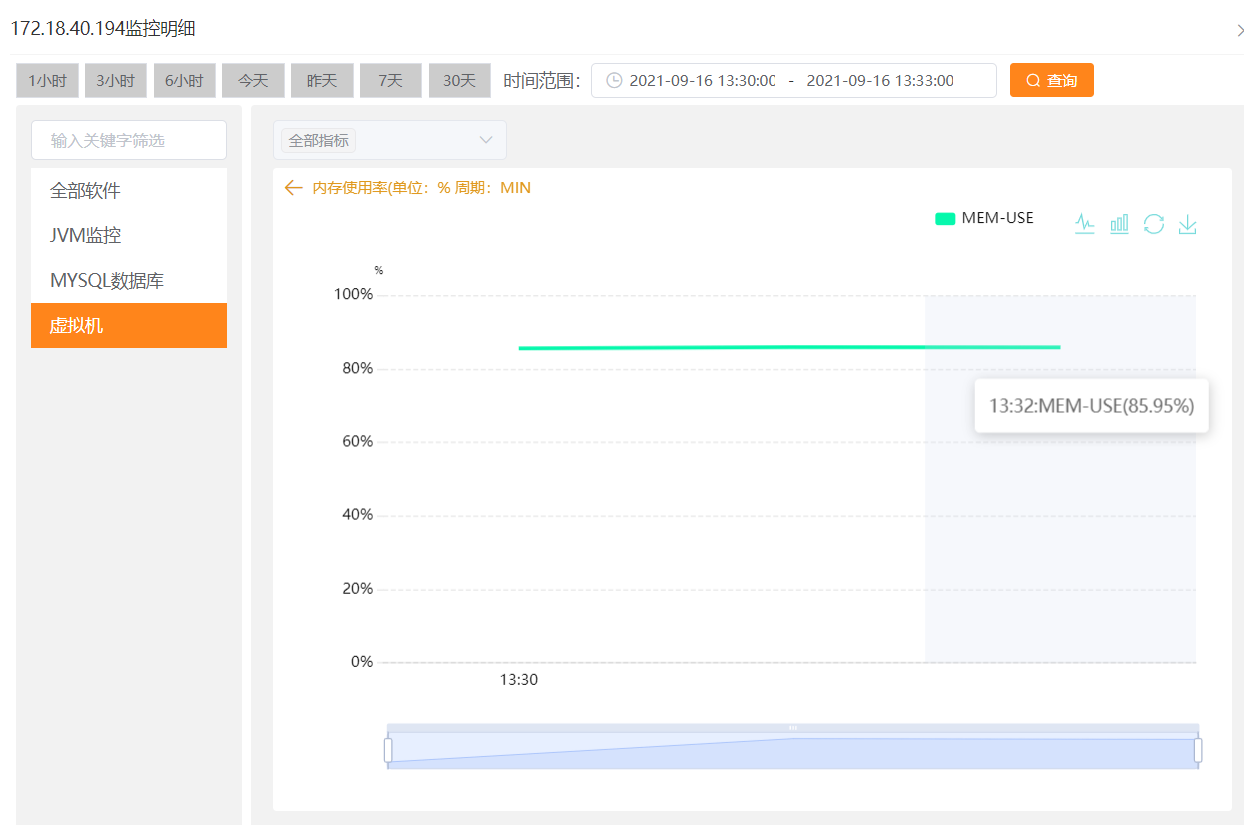 172.18.40.194监控明细
1小时 3小时 6小时 今天 昨天 7天 30天 时间范围： 2021-09-16 13:30:00 - 2021-09-16 13:33:00 查询
输入关键字筛选
全部指标
全部软件
JVM监控
MYSQL数据库
虚拟机
内存使用率(单位：% 周期：MIN
MEM-USE
%
100%
80%
13:32:MEM-USE(85.95%)
60%
40%
20%
0%
13:30